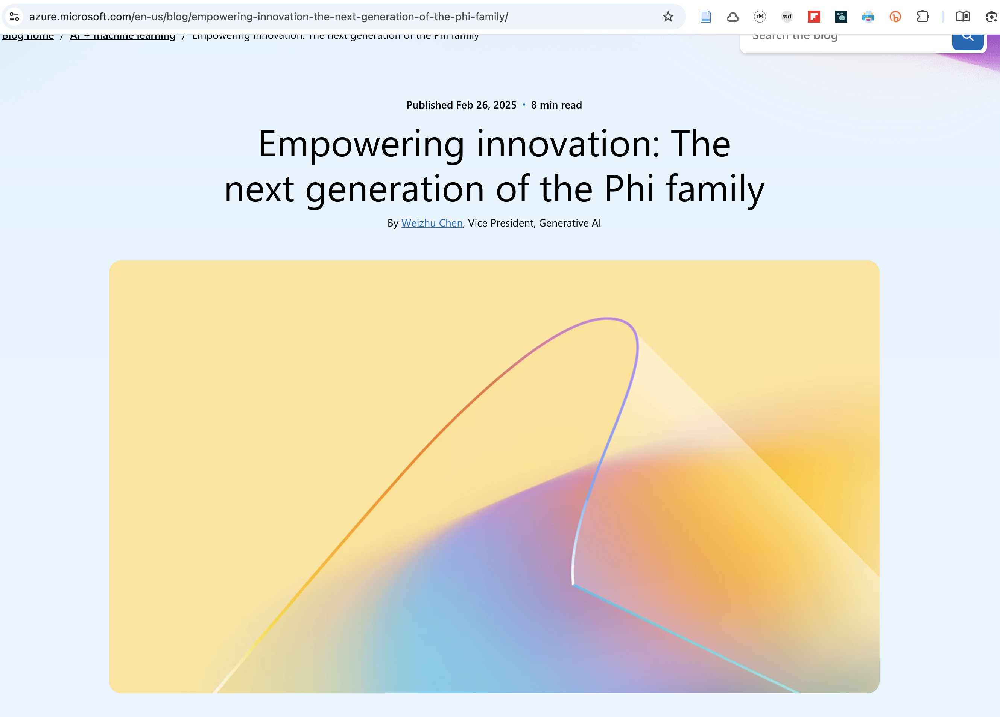 azure.microsoft.com/en-us/blog/empowering-innovation-the-next-generation-of-the-phi-family/
rM
md
Blog home / AI + machine learning / Empowering innovation: The next generation of the Phi family
Search the blog
Published Feb 26, 2025 • 8 min read
Empowering innovation: The
next generation of the Phi family
By Weizhu Chen, Vice President, Generative AI